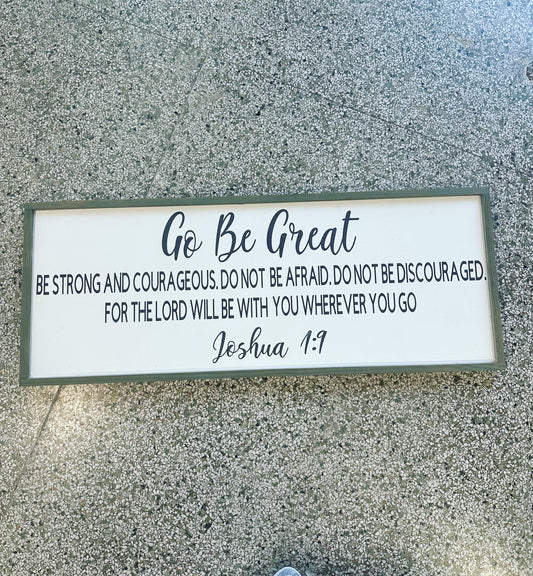 Go Be Great
BE STRONG AND COURAGEOUS. DO NOT BE AFRAID. DO NOT BE DISCOURAGED.
FOR THE LORD WILL BE WITH YOU WHEREVER YOU GO
Joshua 1:9